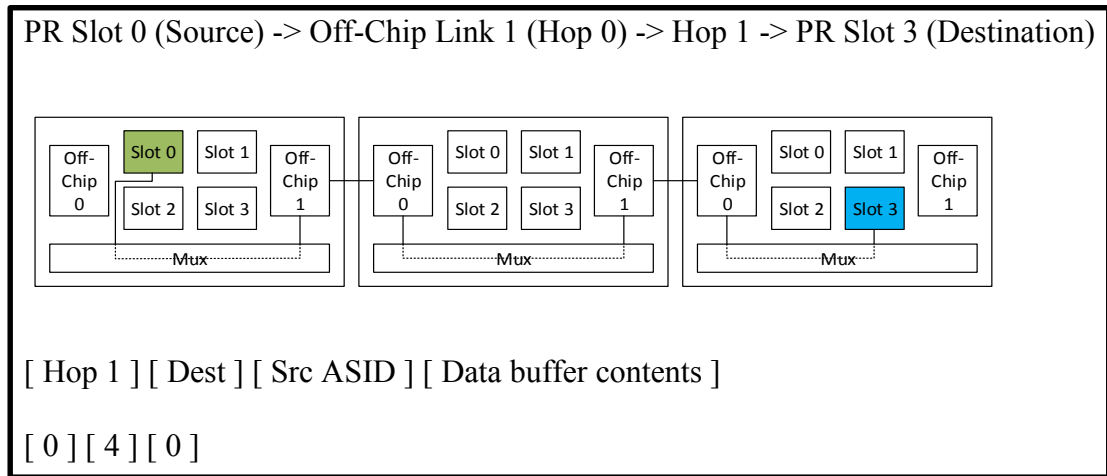 PR Slot 0 (Source) -> Off-Chip Link 1 (Hop 0) -> Hop 1 -> PR Slot 3 (Destination)
Off-
Chip
0
Slot 0
Slot 1
Slot 2
Slot 3
Off-
Chip
1
Mux
Off-
Chip
0
Slot 0
Slot 1
Slot 2
Slot 3
Off-
Chip
1
Mux
Off-
Chip
0
Slot 0
Slot 1
Slot 2
Slot 3
Off-
Chip
1
Mux
[ Hop 1 ] [ Dest ] [ Src ASID ] [ Data buffer contents ]
[ 0 ] [ 4 ] [ 0 ]